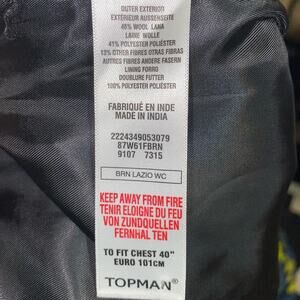 OUTER EXTERIOR
EXTÉRIEUR AUSSENSEITE
46% WOOL LANA
LAINE WOLLE
41% POLYESTER POLIÉSTER
13% OTHER FIBRES OTRAS FIBRAS
AUTRES FIBRES ANDERE FASERN
LINING FORRO
DOUBLURE FUTTER
100% POLYESTER POLIÉSTER
FABRIQUÉ EN INDE
MADE IN INDIA
2224349053079
87W61FBRN
9107 7315
BRN LAZIO WC
KEEP AWAY FROM FIRE
TENIR ELOIGNE DU FEU
VON ZUNDQUELLEN
FERNHAL TEN
TO FIT CHEST 40"
EURO 101CM
TOPMAN®